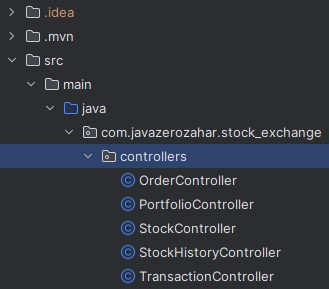 .idea
.mvn
src
main
java
com.javazerozahar.stock_exchange
controllers
OrderController
PortfolioController
StockController
StockHistoryController
TransactionController